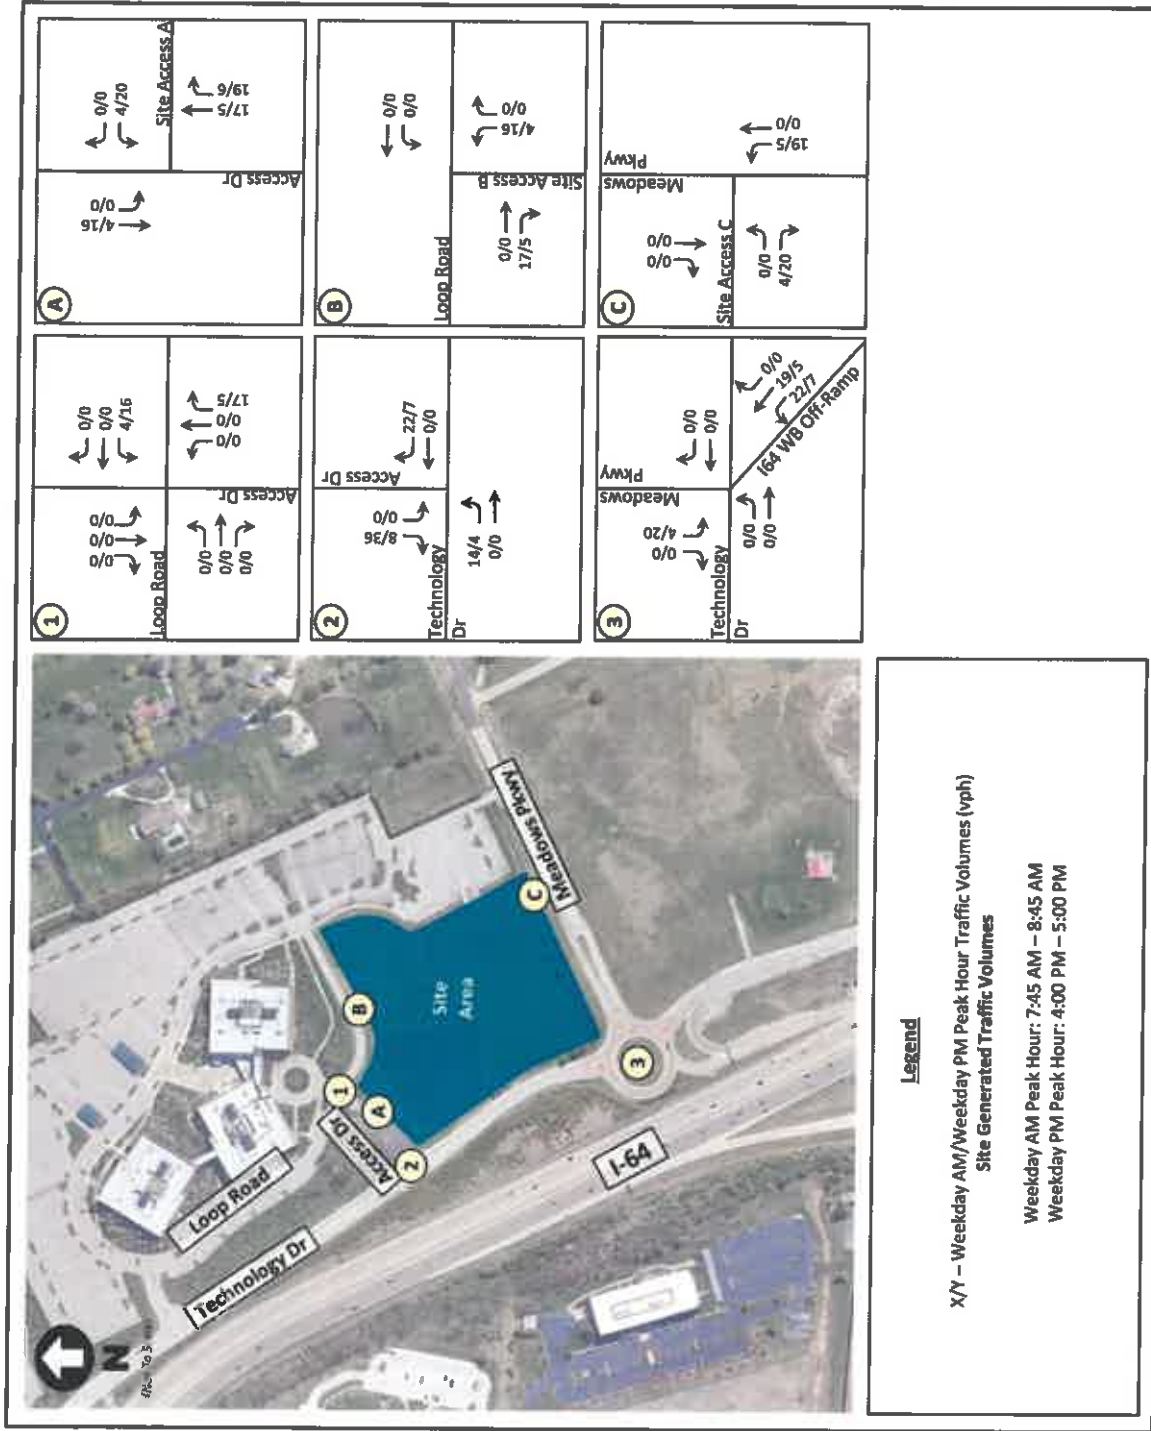 N
Technology Dr
Loop Road
Access Dr
I-64
Site
Area
Meadows Pkwy
1
A
2
B
3
C
Legend
X/Y – Weekday AM/Weekday PM Peak Hour Traffic Volumes (vph)
Site Generated Traffic Volumes
Weekday AM Peak Hour: 7:45 AM – 8:45 AM
Weekday PM Peak Hour: 4:00 PM – 5:00 PM
1
0/0
0/0
0/0
0/0
0/0
4/16
Loop Road
0/0
0/0
0/0
Access Dr
0/0
0/0
17/5
2
8/36
0/0
Access Dr
22/7
0/0
Technology
Dr
14/4
0/0
3
0/0
4/20
Meadows
Pkwy
0/0
0/0
Technology
Dr
0/0
0/0
0/0
19/5
22/7
I64 WB Off-Ramp
A
4/16
0/0
0/0
4/20
Site Access A
Access Dr
17/5
19/6
B
0/0
0/0
Loop Road
0/0
17/5
Site Access B
4/16
0/0
C
0/0
0/0
Meadows
Pkwy
Site Access C
0/0
4/20
19/5
0/0